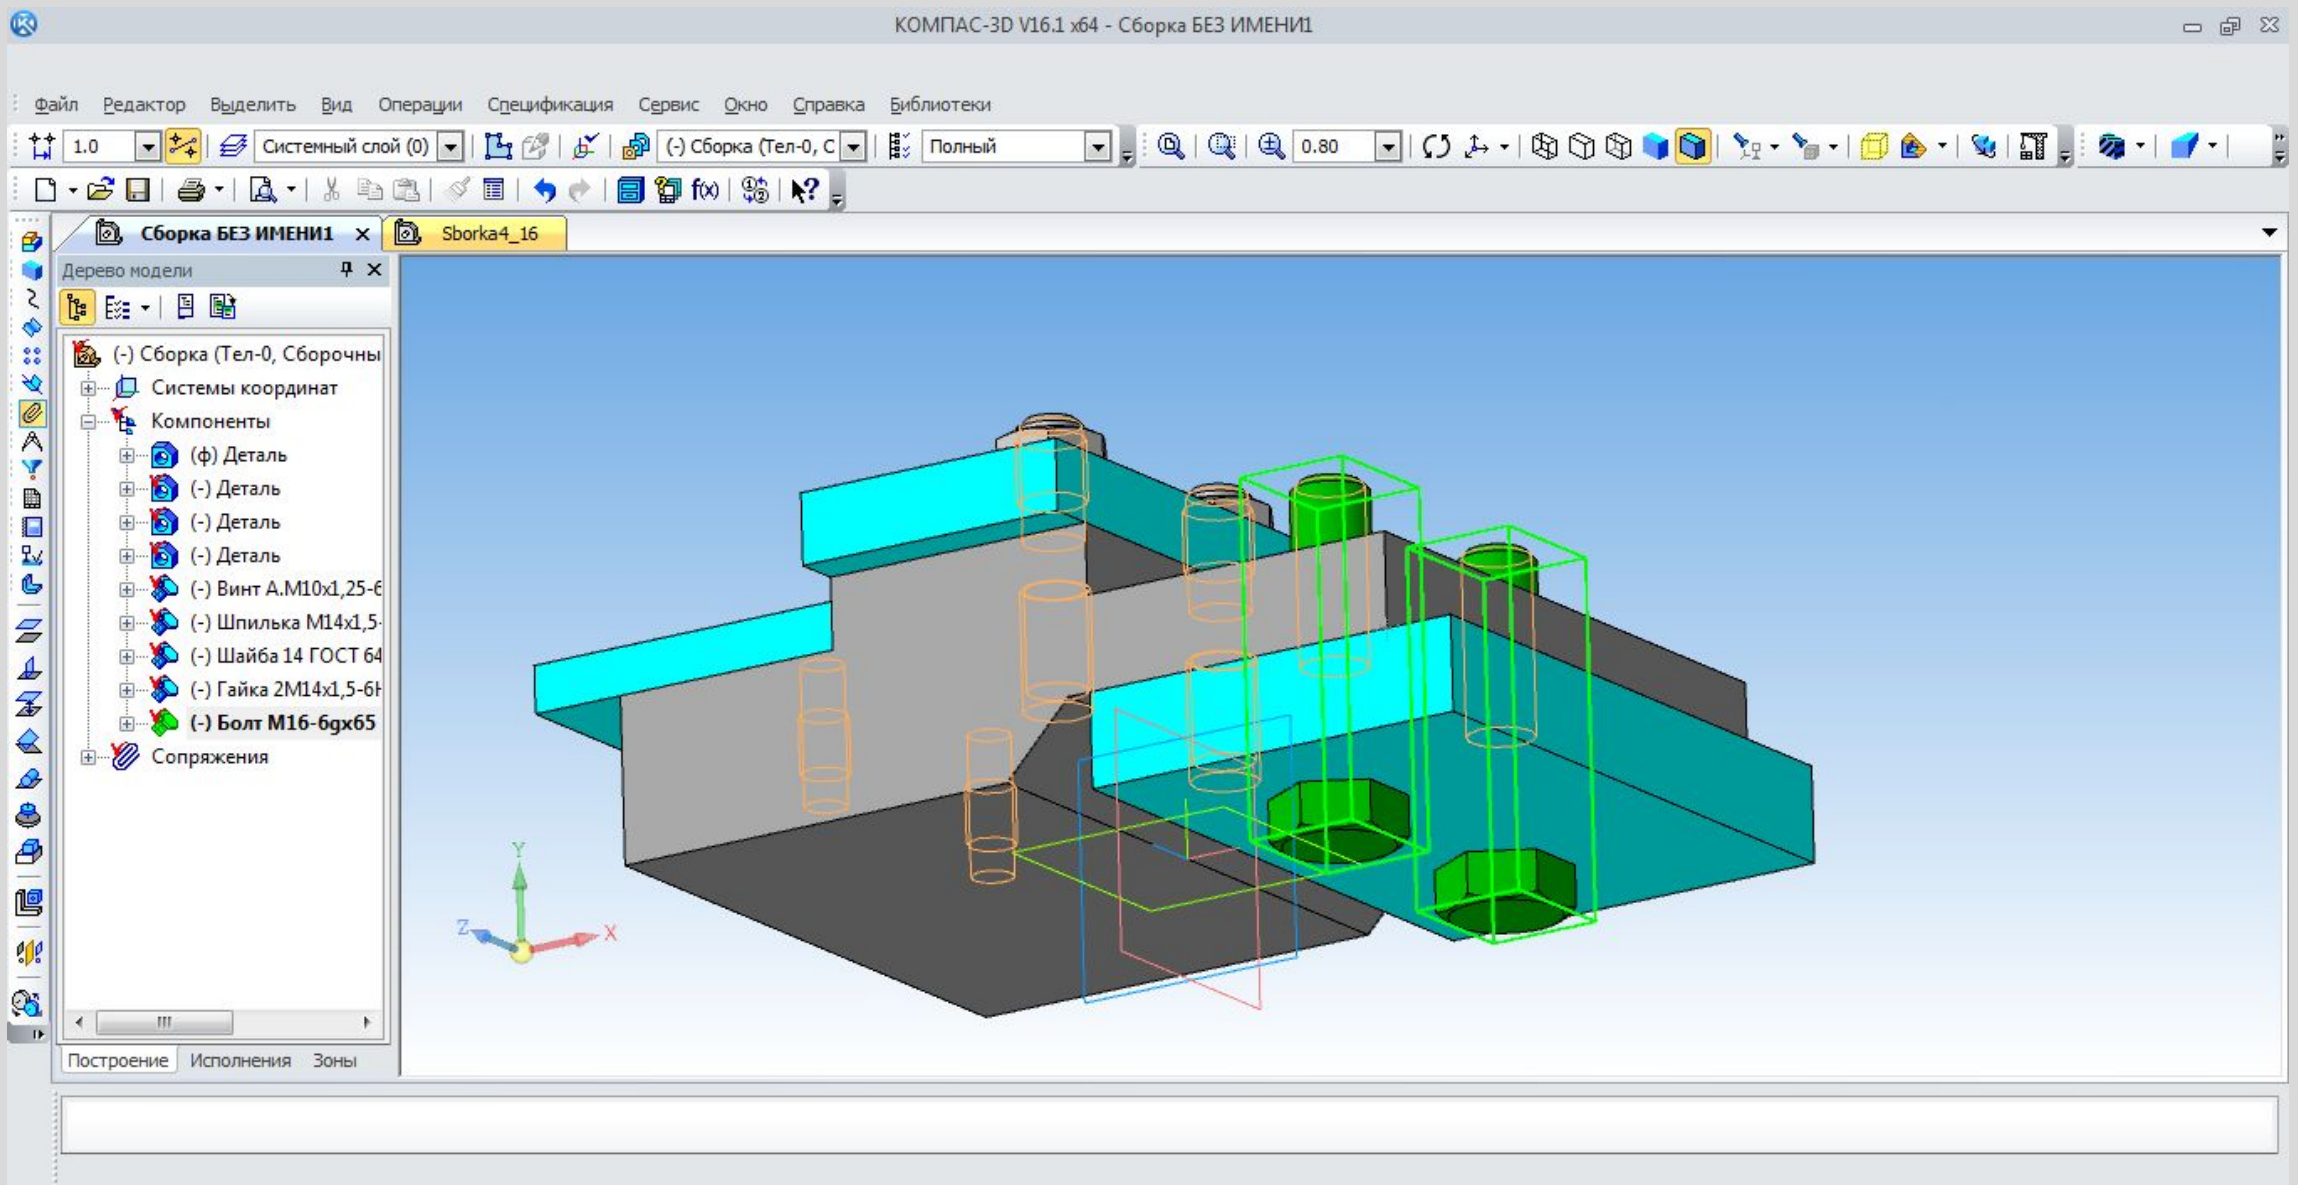 КОМПАС-3D V16.1 x64 - Сборка БЕЗ ИМЕНИ1
Файл Редактор Выделить Вид Операции Спецификация Сервис Окно Справка Библиотеки
1.0 Системный слой (0) (-) Сборка (Тел-0, С Полный 0.80
f(x)
Сборка БЕЗ ИМЕНИ1 Sborka4_16
Дерево модели
(-) Сборка (Тел-0, Сборочны
Системы координат
Компоненты
(ф) Деталь
(-) Деталь
(-) Деталь
(-) Деталь
(-) Винт А.М10х1,25-6
(-) Шпилька М14х1,5-
(-) Шайба 14 ГОСТ 64
(-) Гайка 2М14х1,5-6Н
(-) Болт М16-6gх65
Сопряжения
Y
Z
X
Построение Исполнения Зоны